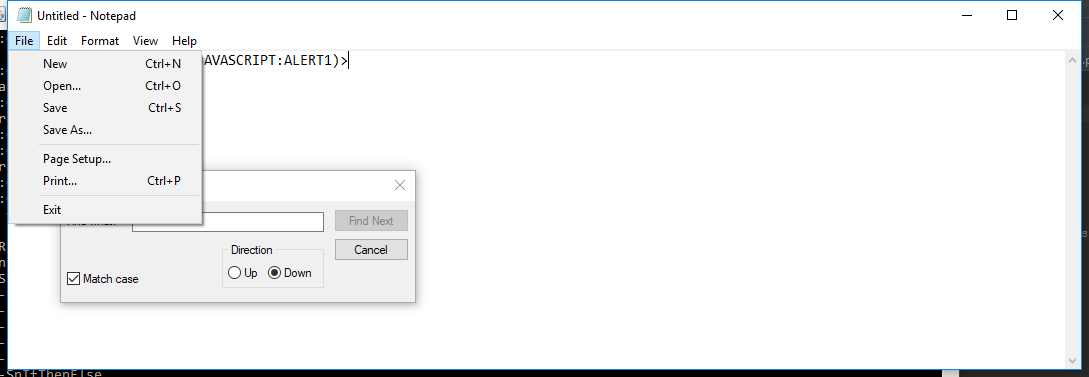 Untitled - Notepad
File Edit Format View Help
AVASCRIPT:ALERT1)>
New Ctrl+N
Open... Ctrl+O
Save Ctrl+S
Save As...
Page Setup...
Print... Ctrl+P
Exit
Find Next
Direction
Cancel
Up Down
Match case
-SnIfThenElse